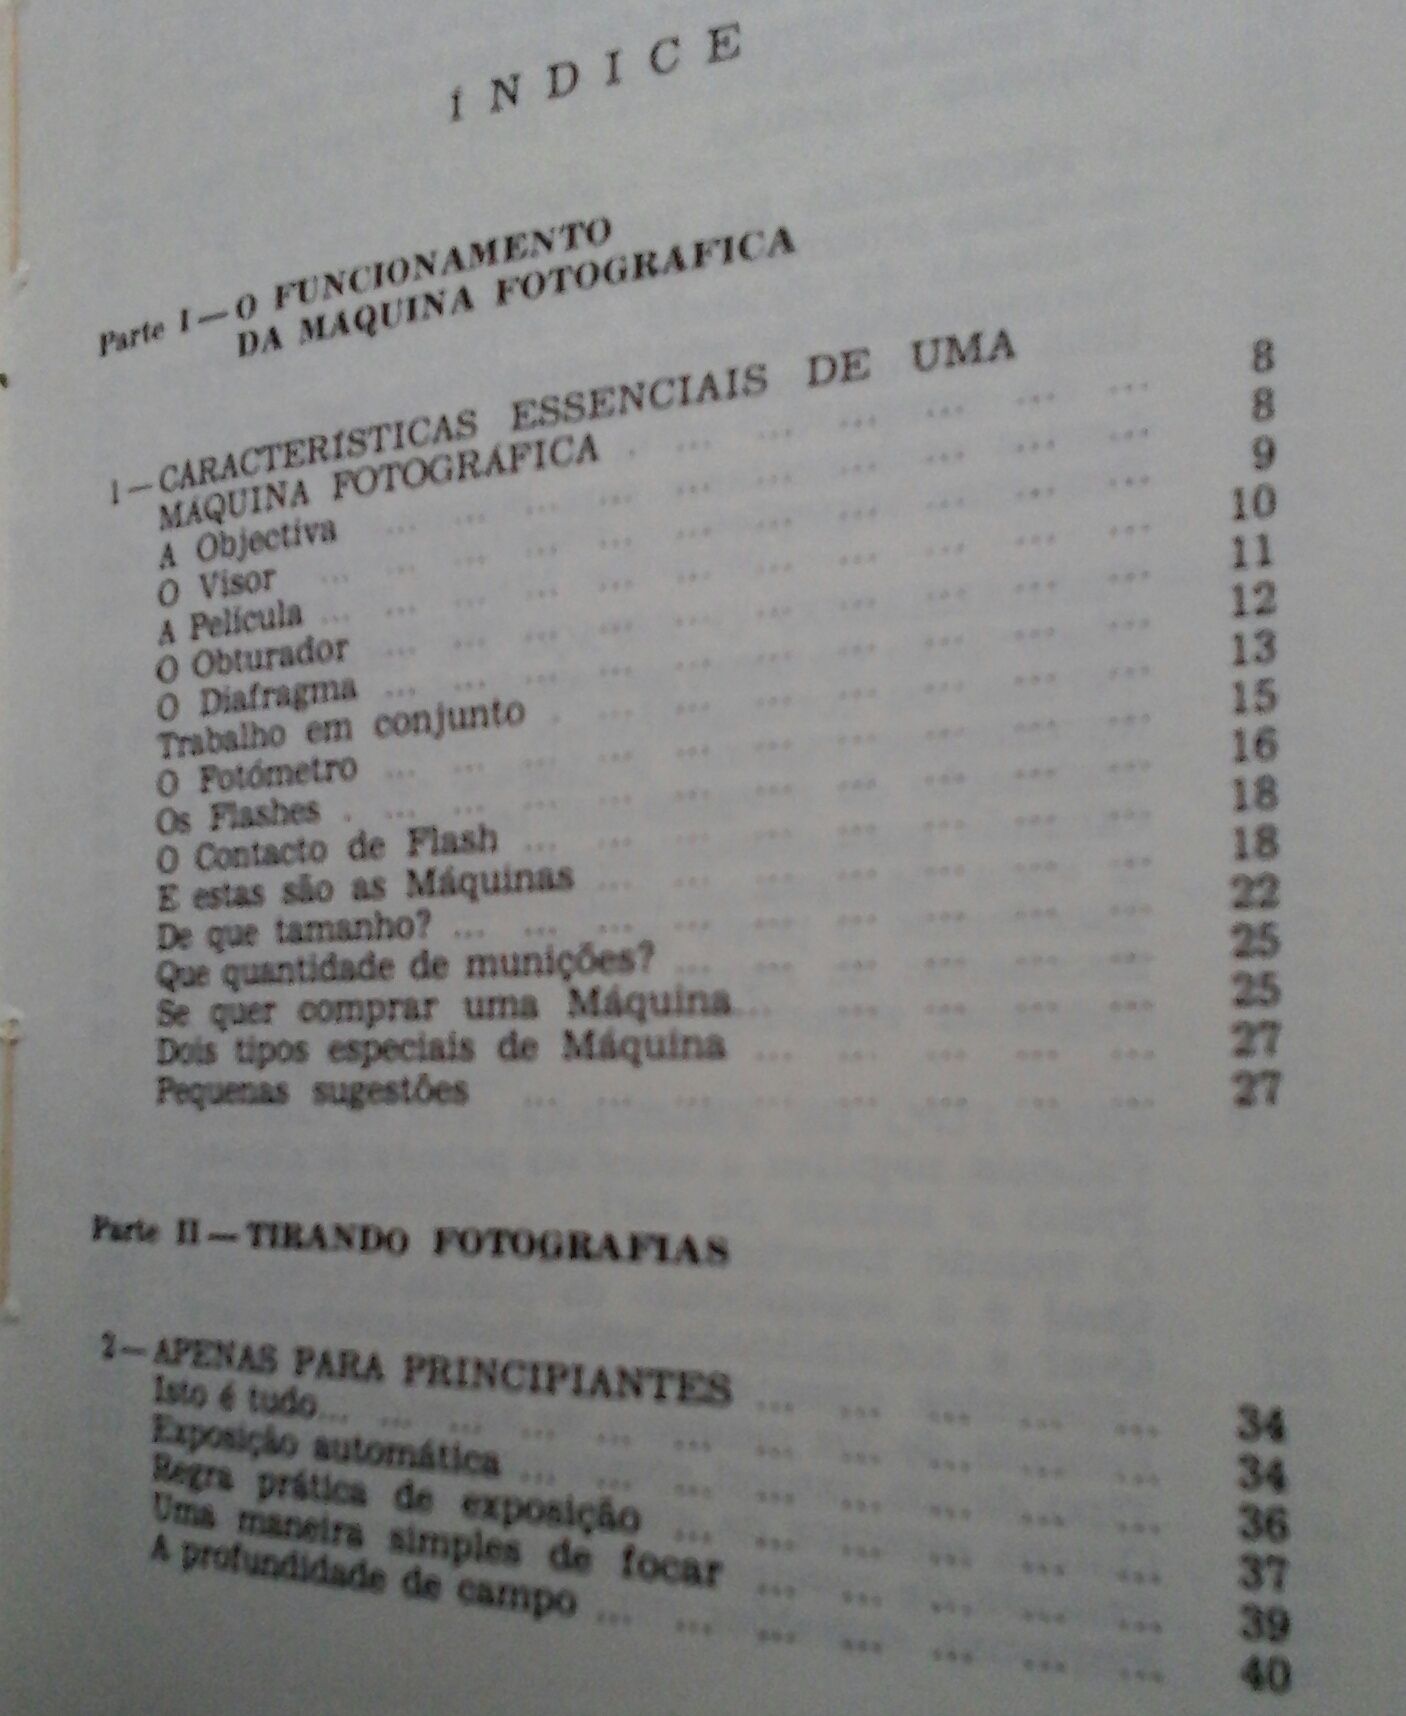 ÍNDICE
Parte I — O FUNCIONAMENTO
DA MAQUINA FOTOGRAFICA
1 — CARACTERÍSTICAS ESSENCIAIS DE UMA
MÁQUINA FOTOGRÁFICA . ... ... ... ... ... ... 8
A Objectiva ... ... ... ... ... ... ... ... ... 8
O Visor ... ... ... ... ... ... ... ... ... ... 9
A Película ... ... ... ... ... ... ... ... ... ... 10
O Obturador ... ... ... ... ... ... ... ... ... 11
O Diafragma ... ... ... ... ... ... ... ... ... 12
Trabalho em conjunto . ... ... ... ... ... ... ... 13
O Fotómetro ... ... ... ... ... ... ... ... ... 15
Os Flashes . ... ... ... ... ... ... ... ... ... 16
O Contacto de Flash ... ... ... ... ... ... ... ... 18
E estas são as Máquinas ... ... ... ... ... ... ... 18
De que tamanho? ... ... ... ... ... ... ... ... ... 22
Que quantidade de munições? ... ... ... ... ... ... 25
Se quer comprar uma Máquina... ... ... ... ... 25
Dois tipos especiais de Máquina ... ... ... ... ... 27
Pequenas sugestões ... ... ... ... ... ... ... ... 27
Parte II — TIRANDO FOTOGRAFIAS
2 — APENAS PARA PRINCIPIANTES ... ... ... ... ... 34
Isto é tudo... ... ... ... ... ... ... ... ... ... ... 34
Exposição automática ... ... ... ... ... ... ... ... 36
Regra prática de exposição ... ... ... ... ... ... 37
Uma maneira simples de focar ... ... ... ... ... 39
A profundidade de campo ... ... ... ... ... ... ... 40